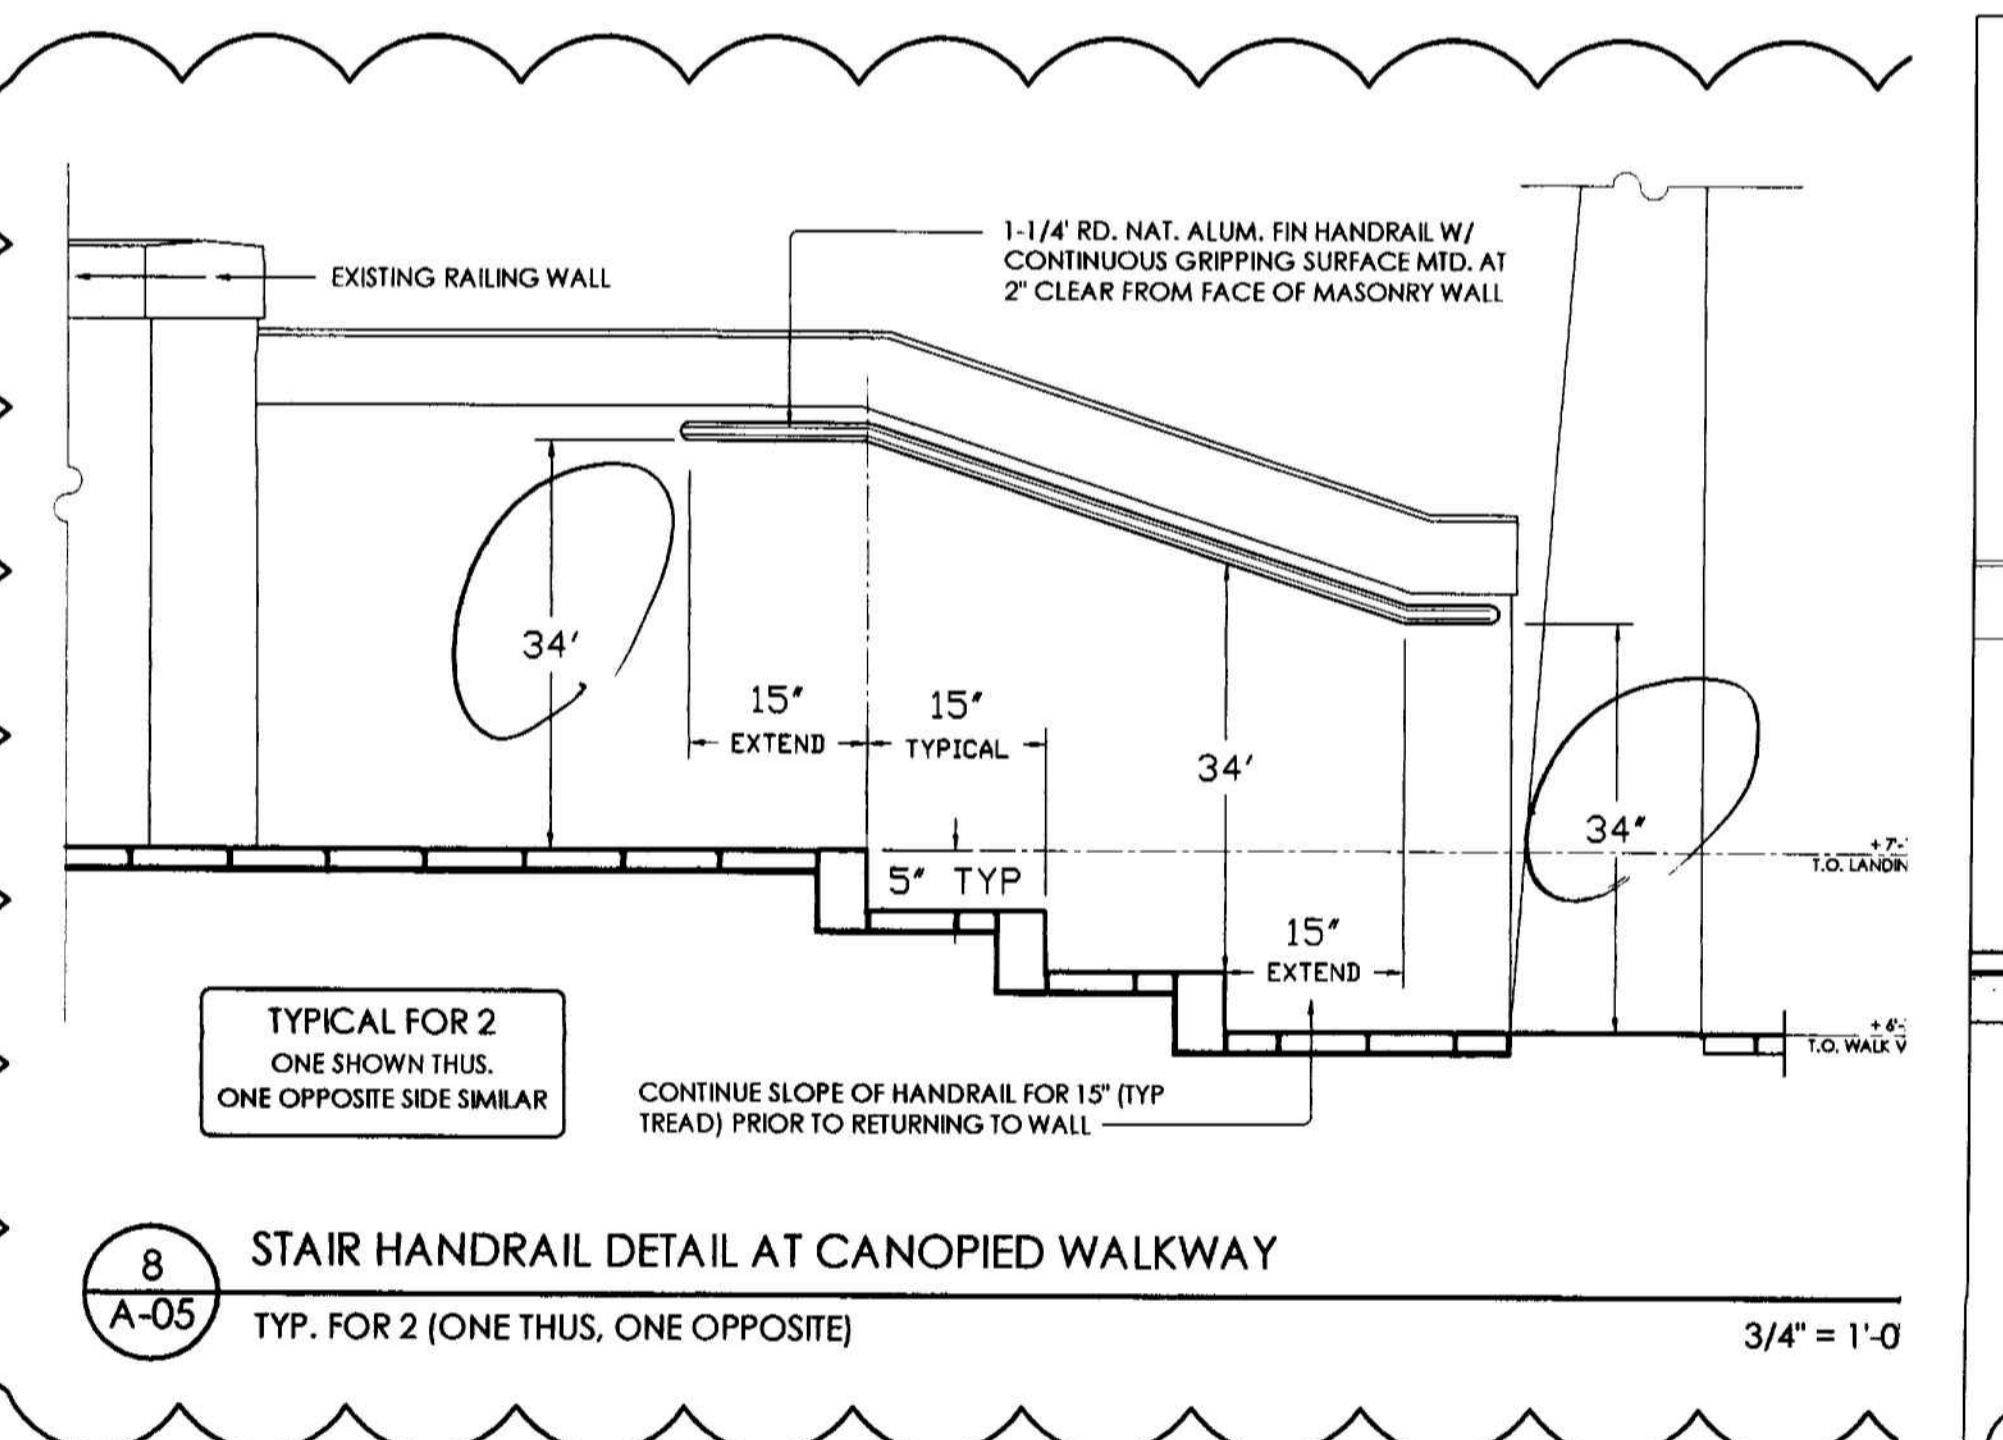 1-1/4' RD. NAT. ALUM. FIN HANDRAIL W/
CONTINUOUS GRIPPING SURFACE MTD. AT
2" CLEAR FROM FACE OF MASONRY WALL
EXISTING RAILING WALL
34'
15"
EXTEND
15"
TYPICAL
34'
34"
+7'-
T.O. LANDIN
5" TYP
15"
EXTEND
+6'-
T.O. WALK
TYPICAL FOR 2
ONE SHOWN THUS.
ONE OPPOSITE SIDE SIMILAR
CONTINUE SLOPE OF HANDRAIL FOR 15" (TYP
TREAD) PRIOR TO RETURNING TO WALL
8
A-05
STAIR HANDRAIL DETAIL AT CANOPIED WALKWAY
TYP. FOR 2 (ONE THUS, ONE OPPOSITE)
3/4" = 1'-0